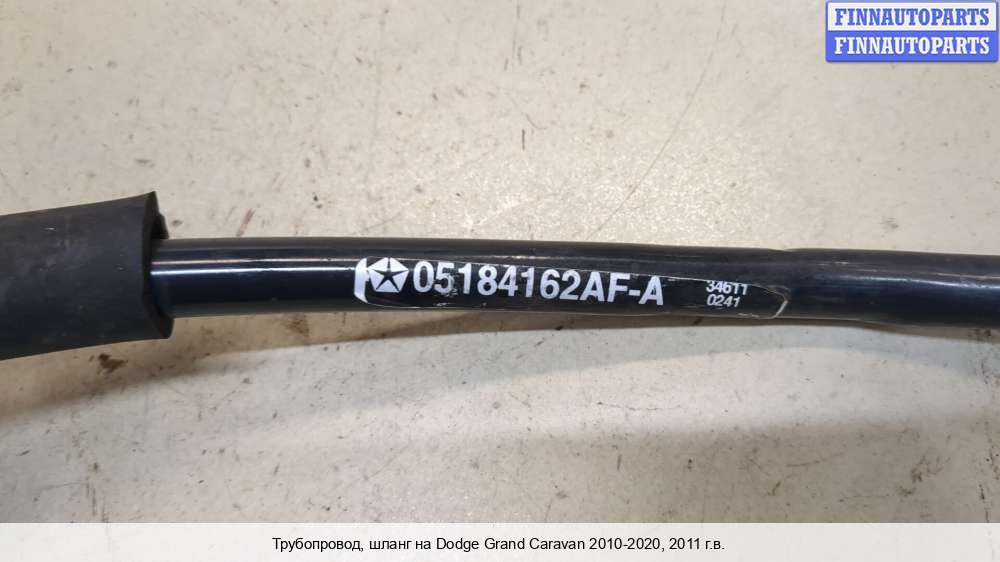 FINNAUTOPARTS
FINNAUTOPARTS
05184162AF-A
34611
0241
Трубопровод, шланг на Dodge Grand Caravan 2010-2020, 2011 г.в.